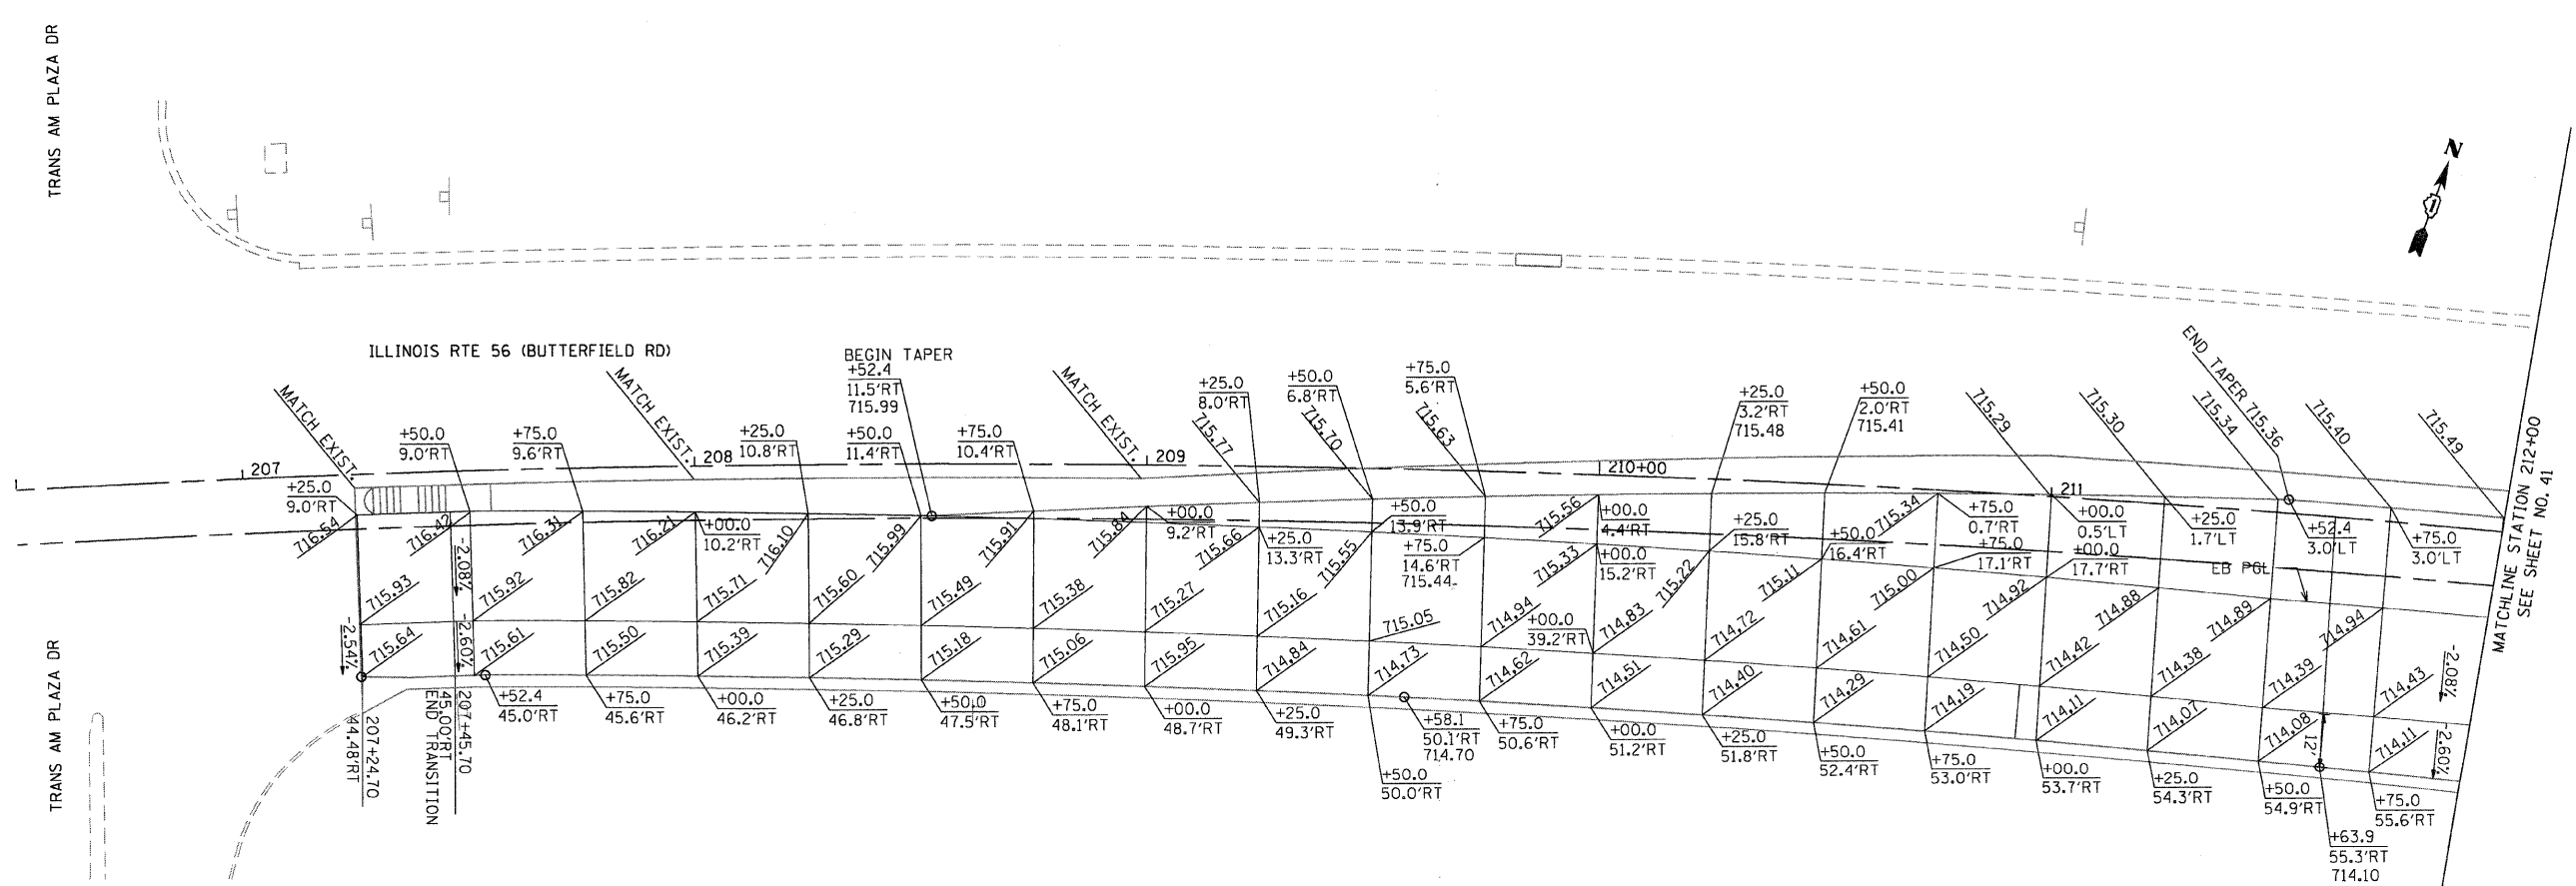 TRANS AM PLAZA DR
N
1
ILLINOIS RTE 56 (BUTTERFIELD RD)
BEGIN TAPER
+52.4
11.5'RT
715.99
END TAPER 715.36
MATCH EXIST.
MATCH EXIST.
MATCH EXIST.
+25.0
8.0'RT
+50.0
6.8'RT
+75.0
5.6'RT
+25.0
3.2'RT
715.48
+50.0
2.0'RT
715.41
715.77
715.70
715.63
715.29
715.30
715.34
715.40
715.49
+50.0
9.0'RT
+75.0
9.6'RT
+25.0
10.8'RT
+50.0
11.4'RT
+75.0
10.4'RT
207
208
209
210+00
211
+25.0
9.0'RT
716.54
716.42
716.31
716.21
+00.0
10.2'RT
716.10
715.99
715.91
715.84
+00.0
9.2'RT
715.66
+25.0
13.3'RT
715.55
+50.0
13.9'RT
+75.0
14.6'RT
715.44
715.56
+00.0
4.4'RT
715.33
+00.0
15.2'RT
715.22
+25.0
15.8'RT
715.11
+50.0
16.4'RT
715.34
+75.0
0.7'RT
715.00
+75.0
17.1'RT
+00.0
0.5'LT
714.92
+00.0
17.7'RT
+25.0
1.7'LT
714.88
EB PGL
+52.4
3.0'LT
714.89
+75.0
3.0'LT
714.94
MATCHLINE STATION 212+00
SEE SHEET NO. 41
-2.08%
-2.60%
-2.54%
715.93
715.92
715.82
715.71
715.60
715.49
715.38
715.27
715.16
715.05
714.94
+00.0
39.2'RT
714.83
714.72
714.61
714.50
714.42
714.38
714.39
714.43
-2.08%
-2.60%
715.64
715.61
715.50
715.39
715.29
715.18
715.06
715.95
714.84
714.73
714.62
714.51
714.40
714.29
714.19
714.11
714.07
714.08
12'
714.11
TRANS AM PLAZA DR
207+24.70
44.48'RT
207+45.70
45.00'RT
END TRANSITION
+52.4
45.0'RT
+75.0
45.6'RT
+00.0
46.2'RT
+25.0
46.8'RT
+50.0
47.5'RT
+75.0
48.1'RT
+00.0
48.7'RT
+25.0
49.3'RT
+50.0
50.0'RT
+58.1
50.1'RT
714.70
+75.0
50.6'RT
+00.0
51.2'RT
+25.0
51.8'RT
+50.0
52.4'RT
+75.0
53.0'RT
+00.0
53.7'RT
+25.0
54.3'RT
+50.0
54.9'RT
+63.9
55.3'RT
714.10
+75.0
55.6'RT